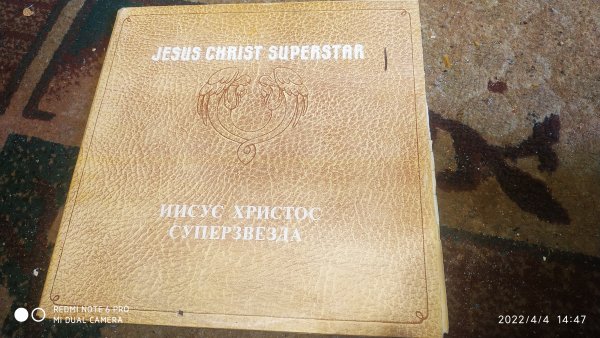 JESUS CHRIST SUPERSTAR
ИИСУС ХРИСТОС
СУПЕРЗВЕЗДА
REDMI NOTE 6 PRO
MI DUAL CAMERA
2022/4/4 14:47